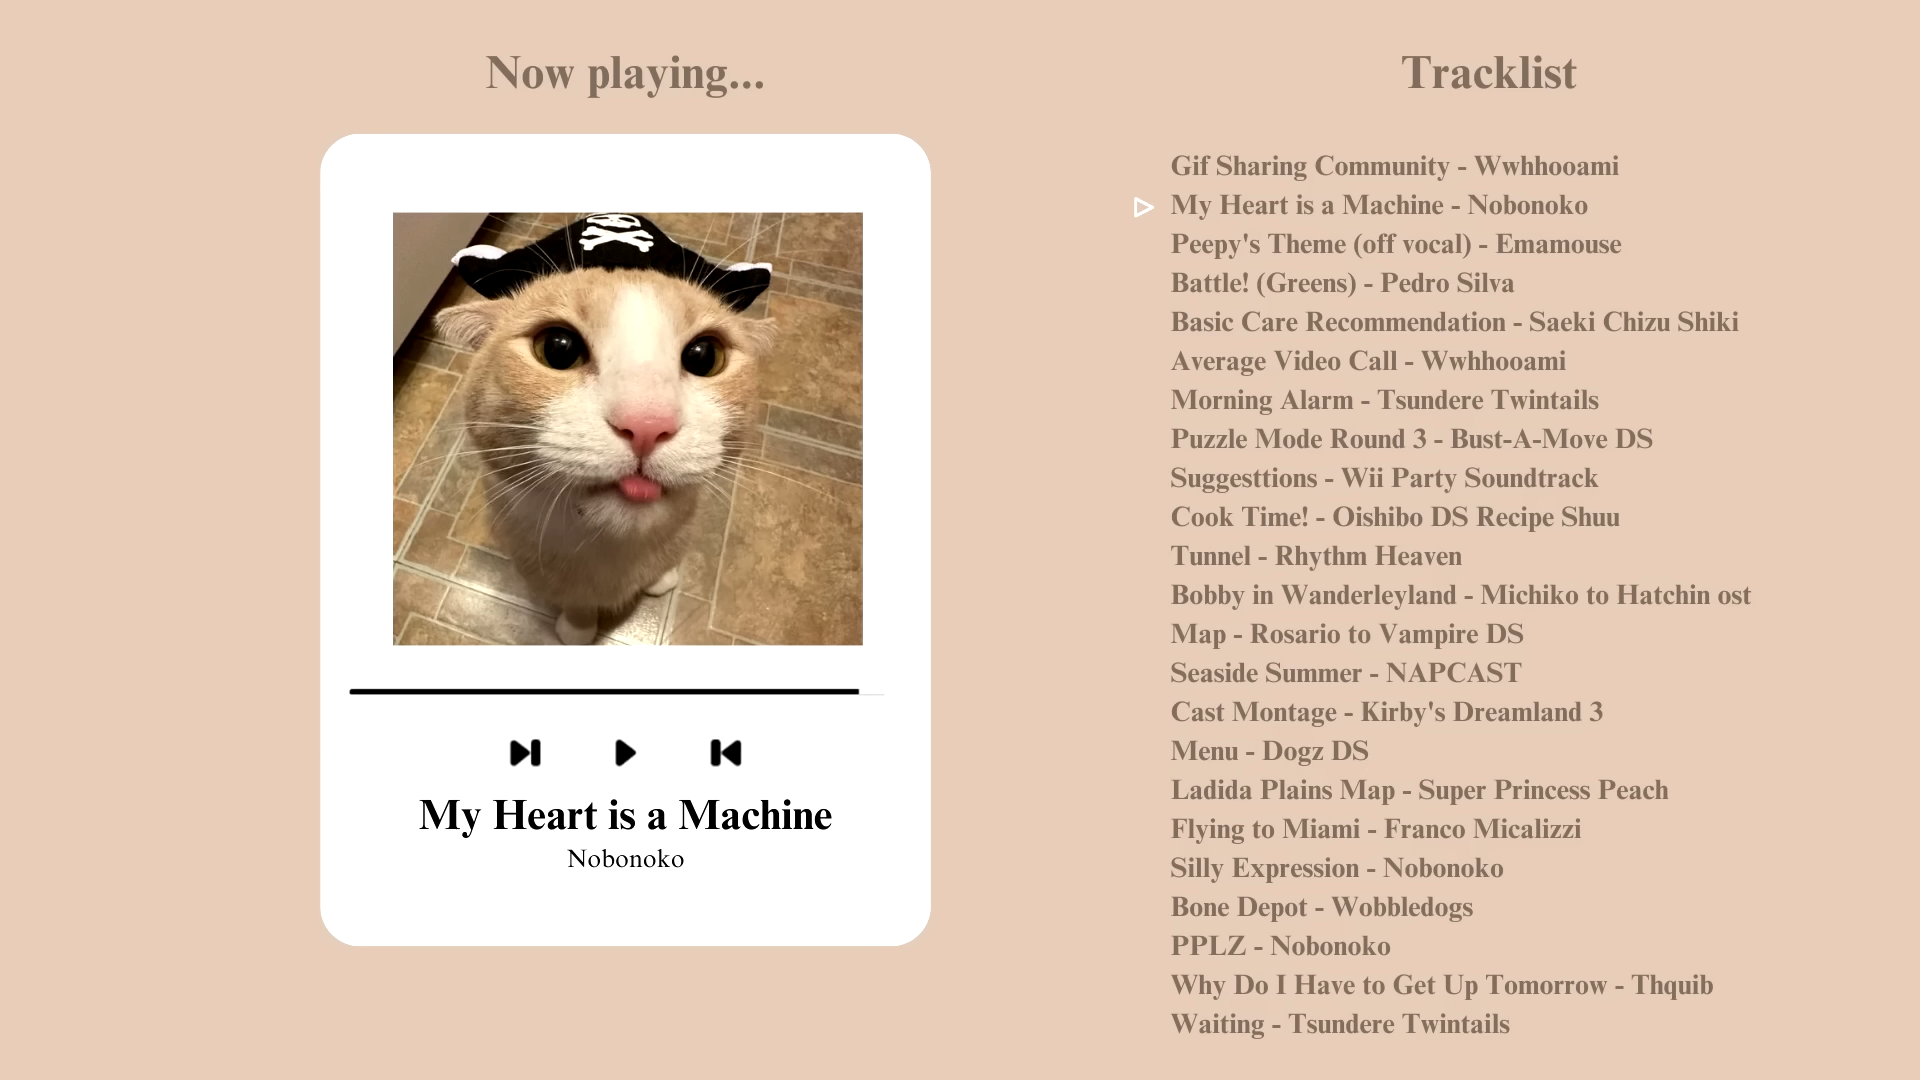 Now playing...
My Heart is a Machine
Nobonoko
Tracklist
Gif Sharing Community - Wwhhooami
My Heart is a Machine - Nobonoko
Peepy's Theme (off vocal) - Emamouse
Battle! (Greens) - Pedro Silva
Basic Care Recommendation - Saeki Chizu Shiki
Average Video Call - Wwhhooami
Morning Alarm - Tsundere Twintails
Puzzle Mode Round 3 - Bust-A-Move DS
Suggesttions - Wii Party Soundtrack
Cook Time! - Oishibo DS Recipe Shuu
Tunnel - Rhythm Heaven
Bobby in Wanderleyland - Michiko to Hatchin ost
Map - Rosario to Vampire DS
Seaside Summer - NAPCAST
Cast Montage - Kirby's Dreamland 3
Menu - Dogz DS
Ladida Plains Map - Super Princess Peach
Flying to Miami - Franco Micalizzi
Silly Expression - Nobonoko
Bone Depot - Wobbledogs
PPLZ - Nobonoko
Why Do I Have to Get Up Tomorrow - Thquib
Waiting - Tsundere Twintails